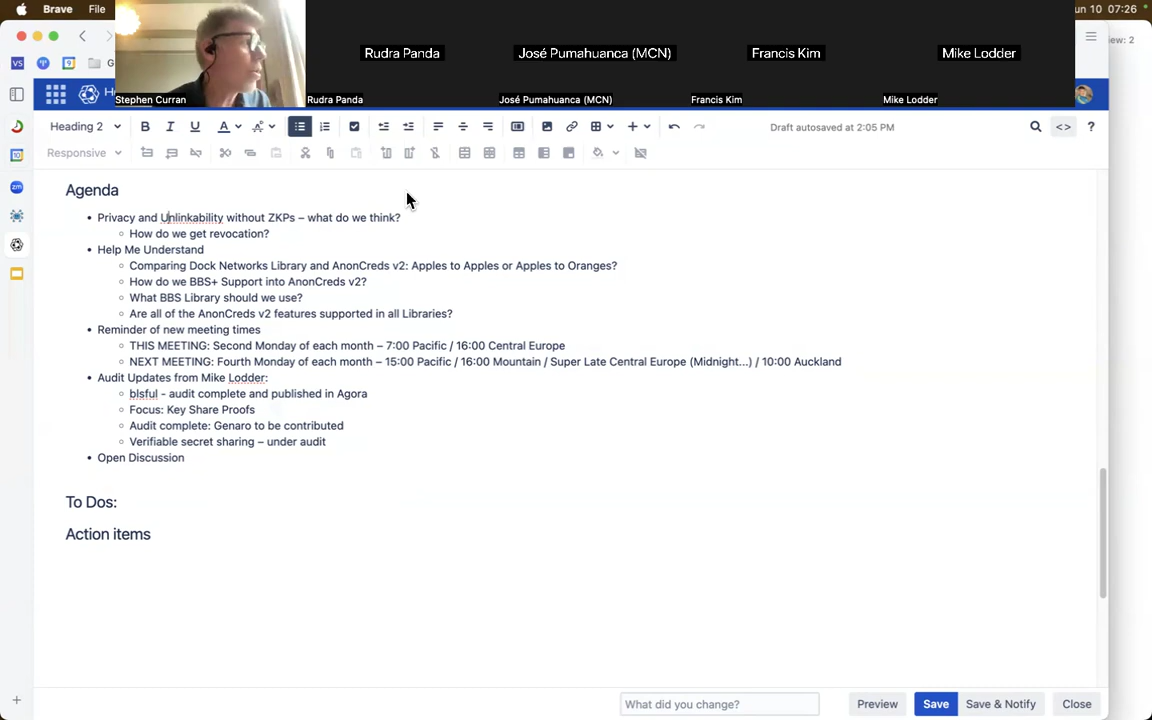 Brave File
un 10 07:26
iew: 2
Rudra Panda
José Pumahuanca (MCN)
Francis Kim
Mike Lodder
Stephen Curran
Rudra Panda
José Pumahuanca (MCN)
Francis Kim
Mike Lodder
Heading 2
Draft autosaved at 2:05 PM
Responsive
Agenda
• Privacy and Unlinkability without ZKPs – what do we think?
○ How do we get revocation?
• Help Me Understand
○ Comparing Dock Networks Library and AnonCreds v2: Apples to Apples or Apples to Oranges?
○ How do we BBS+ Support into AnonCreds v2?
○ What BBS Library should we use?
○ Are all of the AnonCreds v2 features supported in all Libraries?
• Reminder of new meeting times
○ THIS MEETING: Second Monday of each month – 7:00 Pacific / 16:00 Central Europe
○ NEXT MEETING: Fourth Monday of each month – 15:00 Pacific / 16:00 Mountain / Super Late Central Europe (Midnight...) / 10:00 Auckland
• Audit Updates from Mike Lodder:
○ blsful - audit complete and published in Agora
○ Focus: Key Share Proofs
○ Audit complete: Genaro to be contributed
○ Verifiable secret sharing – under audit
• Open Discussion
To Dos:
Action items
What did you change?
Preview
Save
Save & Notify
Close